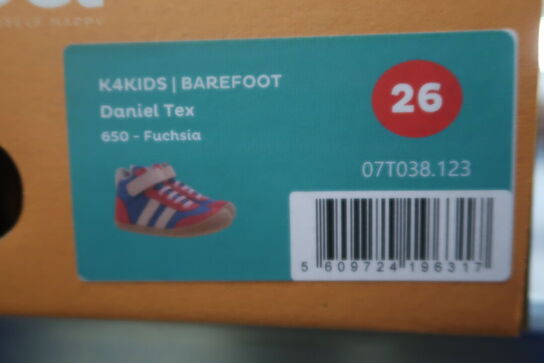 K4KIDS | BAREFOOT
Daniel Tex
650 - Fuchsia
26
07T038.123
5 609724 196317